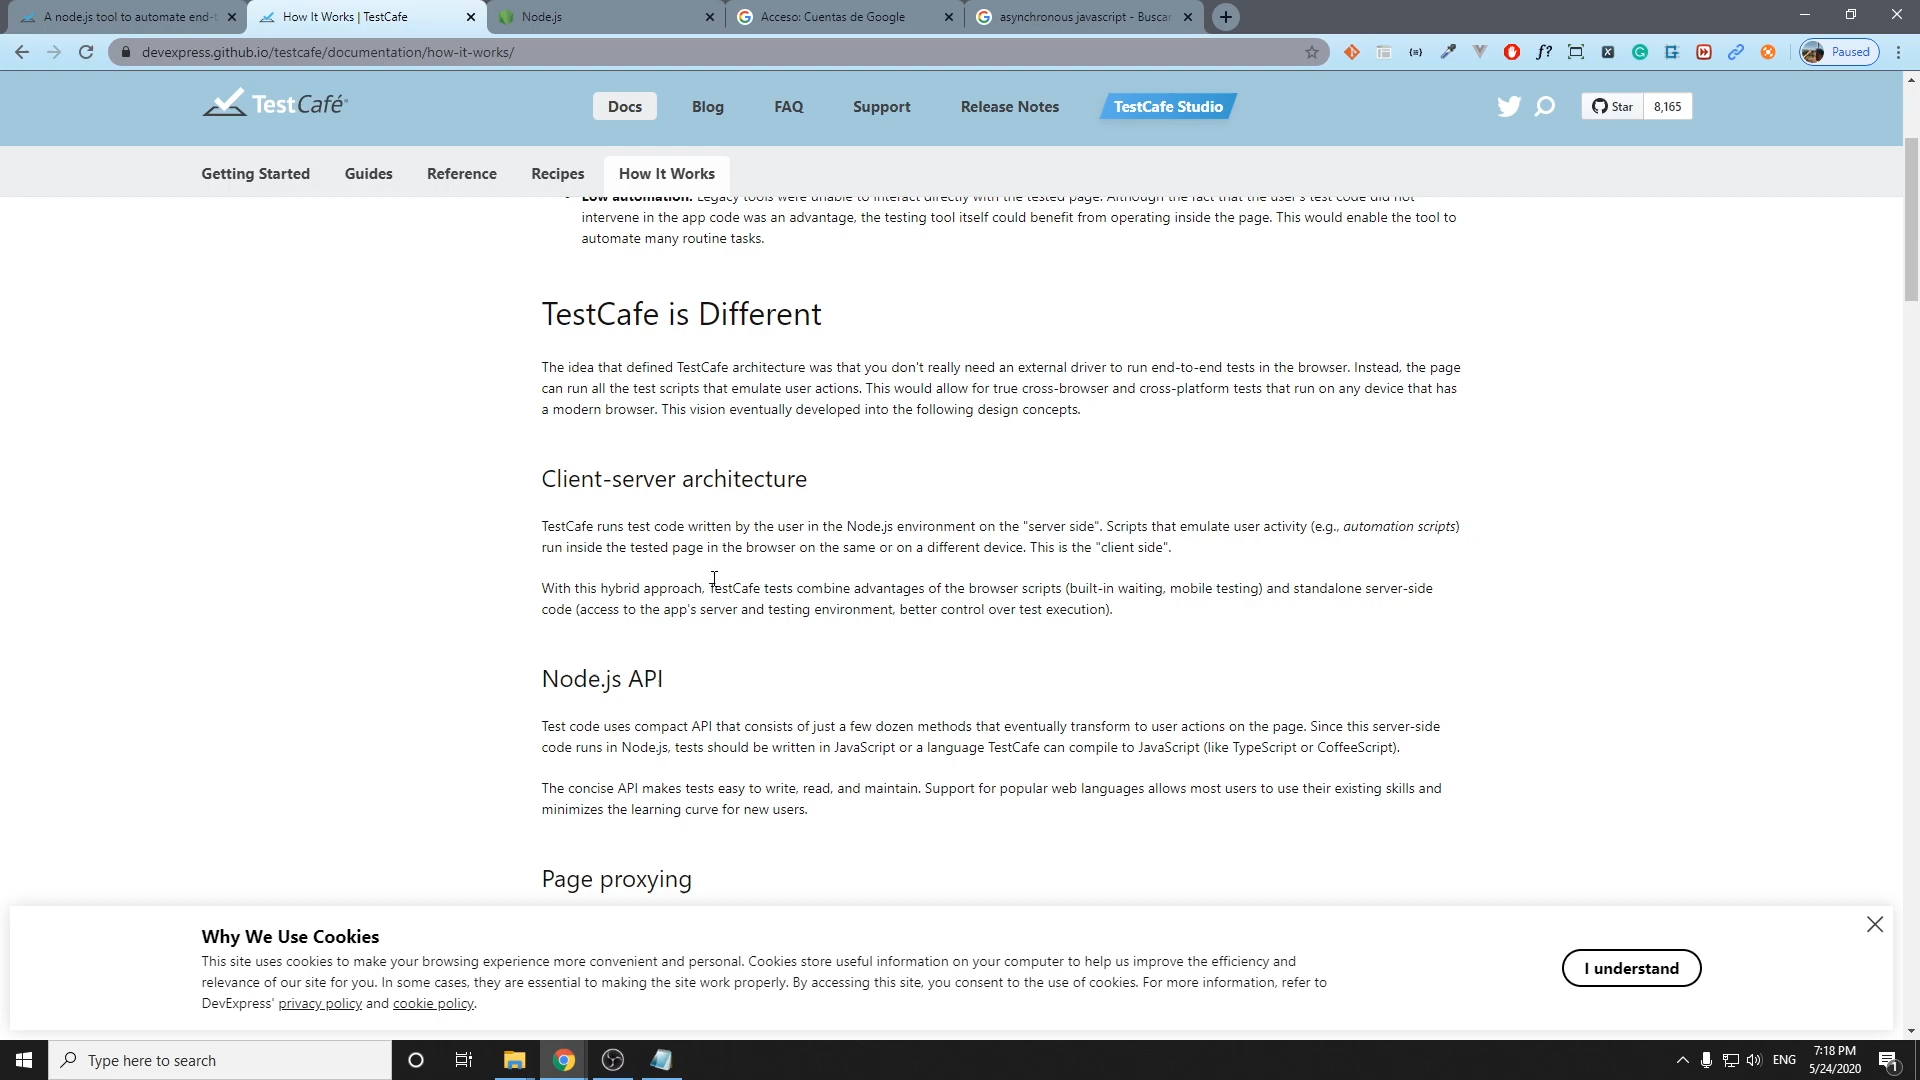 A node.js tool to automate end-t
How It Works | TestCafe
Node.js
Acceso: Cuentas de Google
asynchronous javascript - Buscar
devexpress.github.io/testcafe/documentation/how-it-works/
Paused
TestCafé
Docs
Blog
FAQ
Support
Release Notes
TestCafe Studio
Star
8,165
Getting Started
Guides
Reference
Recipes
How It Works
Low automation. Legacy tools were unable to interact directly with the tested page. Although the fact that the user's test code did not
intervene in the app code was an advantage, the testing tool itself could benefit from operating inside the page. This would enable the tool to
automate many routine tasks.
TestCafe is Different
The idea that defined TestCafe architecture was that you don't really need an external driver to run end-to-end tests in the browser. Instead, the page
can run all the test scripts that emulate user actions. This would allow for true cross-browser and cross-platform tests that run on any device that has
a modern browser. This vision eventually developed into the following design concepts.
Client-server architecture
TestCafe runs test code written by the user in the Node.js environment on the "server side". Scripts that emulate user activity (e.g., automation scripts)
run inside the tested page in the browser on the same or on a different device. This is the "client side".
With this hybrid approach, TestCafe tests combine advantages of the browser scripts (built-in waiting, mobile testing) and standalone server-side
code (access to the app's server and testing environment, better control over test execution).
Node.js API
Test code uses compact API that consists of just a few dozen methods that eventually transform to user actions on the page. Since this server-side
code runs in Node.js, tests should be written in JavaScript or a language TestCafe can compile to JavaScript (like TypeScript or CoffeeScript).
The concise API makes tests easy to write, read, and maintain. Support for popular web languages allows most users to use their existing skills and
minimizes the learning curve for new users.
Page proxying
Why We Use Cookies
This site uses cookies to make your browsing experience more convenient and personal. Cookies store useful information on your computer to help us improve the efficiency and
relevance of our site for you. In some cases, they are essential to making the site work properly. By accessing this site, you consent to the use of cookies. For more information, refer to
DevExpress' privacy policy and cookie policy.
I understand
Type here to search
ENG
7:18 PM
5/24/2020
1